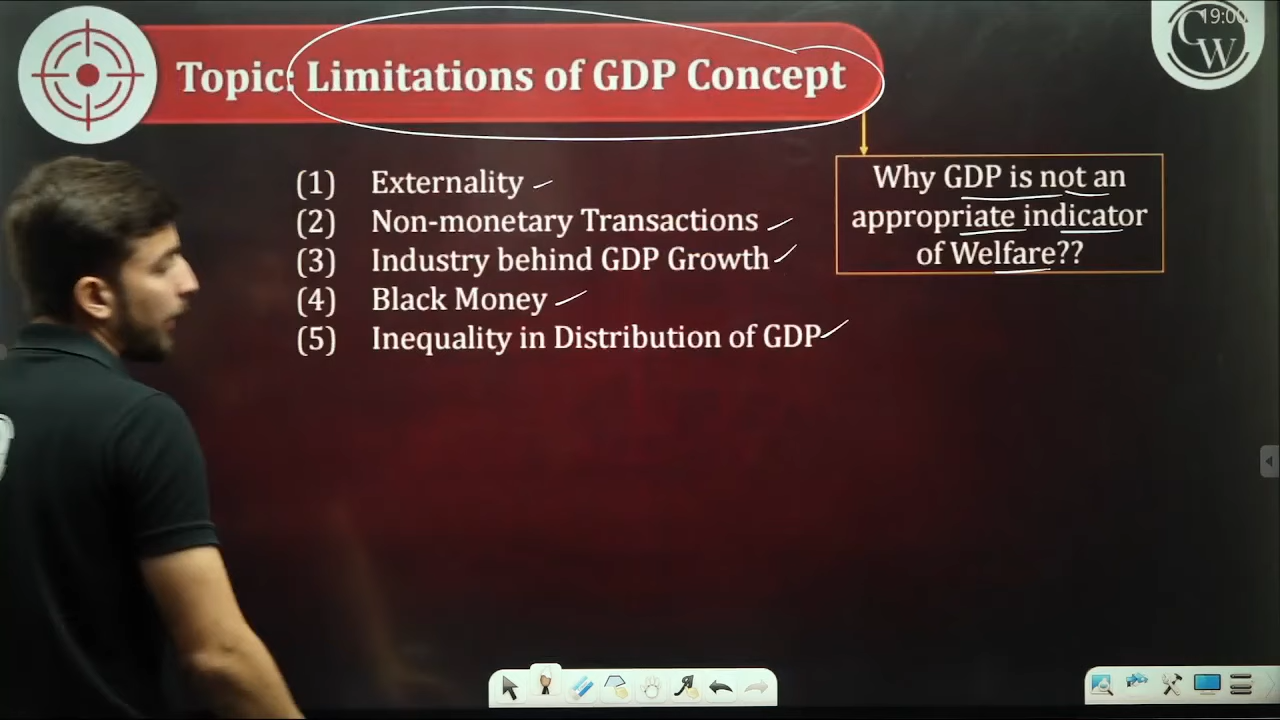 19:00
CW
Topic: Limitations of GDP Concept
(1) Externality
(2) Non-monetary Transactions
(3) Industry behind GDP Growth
(4) Black Money
(5) Inequality in Distribution of GDP
Why GDP is not an
appropriate indicator
of Welfare??